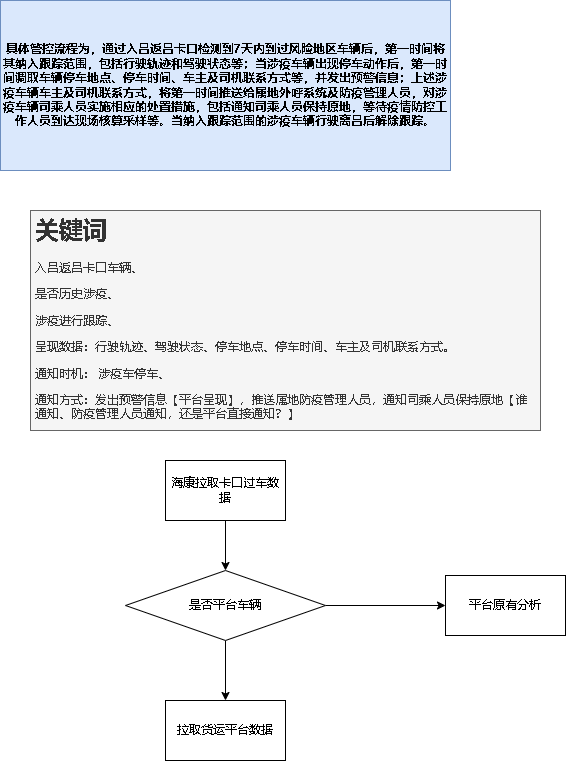 具体管控流程为，通过入吕返吕卡口检测到7天内到过风险地区车辆后，第一时间将
其纳入跟踪范围，包括行驶轨迹和驾驶状态等；当涉疫车辆出现停车动作后，第一时
间调取车辆停车地点、停车时间、车主及司机联系方式等，并发出预警信息；上述涉
疫车辆车主及司机联系方式，将第一时间推送给属地外呼系统及防疫管理人员，对涉
疫车辆司乘人员实施相应的处置措施，包括通知司乘人员保持原地，等待疫情防控工
作人员到达现场核算采样等。当纳入跟踪范围的涉疫车辆行驶离吕后解除跟踪。
关键词
入吕返吕卡口车辆、
是否历史涉疫、
涉疫进行跟踪、
呈现数据：行驶轨迹、驾驶状态、停车地点、停车时间、车主及司机联系方式。
通知时机： 涉疫车停车、
通知方式：发出预警信息【平台呈现】，推送属地防疫管理人员，通知司乘人员保持原地【谁
通知、防疫管理人员通知，还是平台直接通知？】
海康拉取卡口过车数
据
是否平台车辆
平台原有分析
拉取货运平台数据